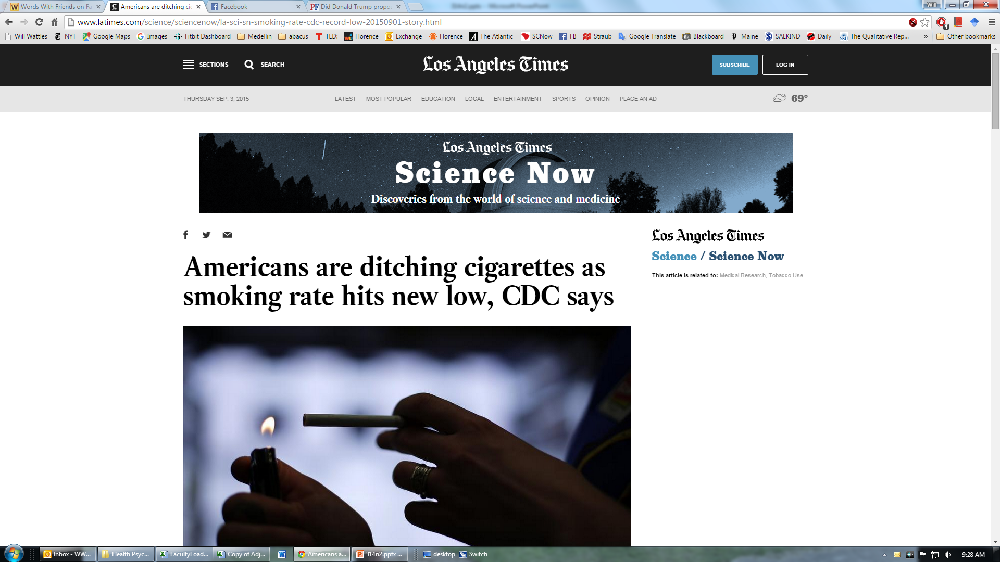 Words With Friends on Fa
Americans are ditching cig
Facebook
Did Donald Trump propos
Will
www.latimes.com/science/sciencenow/la-sci-sn-smoking-rate-cdc-record-low-20150901-story.html
1
Will Wattles NYT Google Maps Images Fitbit Dashboard Medellin abacus TED: Florence Exchange Florence The Atlantic SCNow FB Straub Google Translate Blackboard Maine SALKIND Daily The Qualitative Rep... » Other bookmarks
SECTIONS SEARCH Los Angeles Times SUBSCRIBE LOG IN
THURSDAY SEP. 3, 2015 LATEST MOST POPULAR EDUCATION LOCAL ENTERTAINMENT SPORTS OPINION PLACE AN AD 69°
Los Angeles Times
Science Now
Discoveries from the world of science and medicine
Americans are ditching cigarettes as
smoking rate hits new low, CDC says
Los Angeles Times
Science / Science Now
This article is related to: Medical Research, Tobacco Use
Inbox - WW... Health Psyc... FacultyLoad... Copy of Adj... Americans a... 314n2.pptx ... desktop Switch 9:28 AM